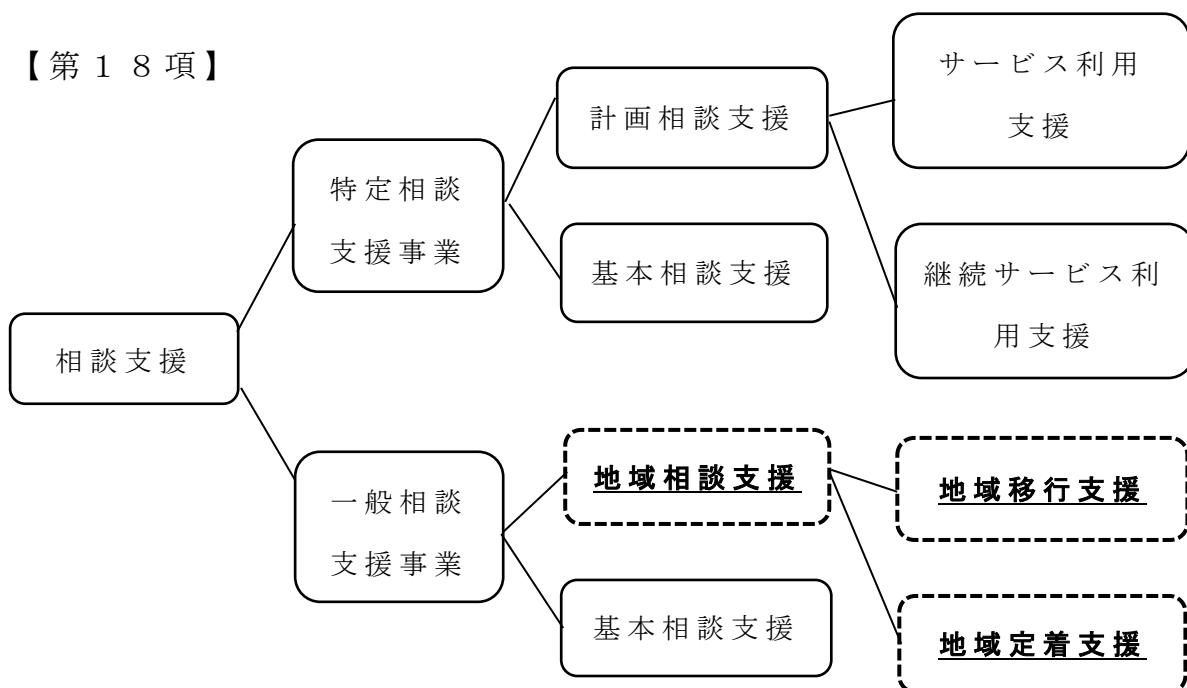 【第１８項】
サービス利用
支援
計画相談支援
特定相談
支援事業
基本相談支援
継続サービス利
用支援
相談支援
地域相談支援
地域移行支援
一般相談
支援事業
基本相談支援
地域定着支援